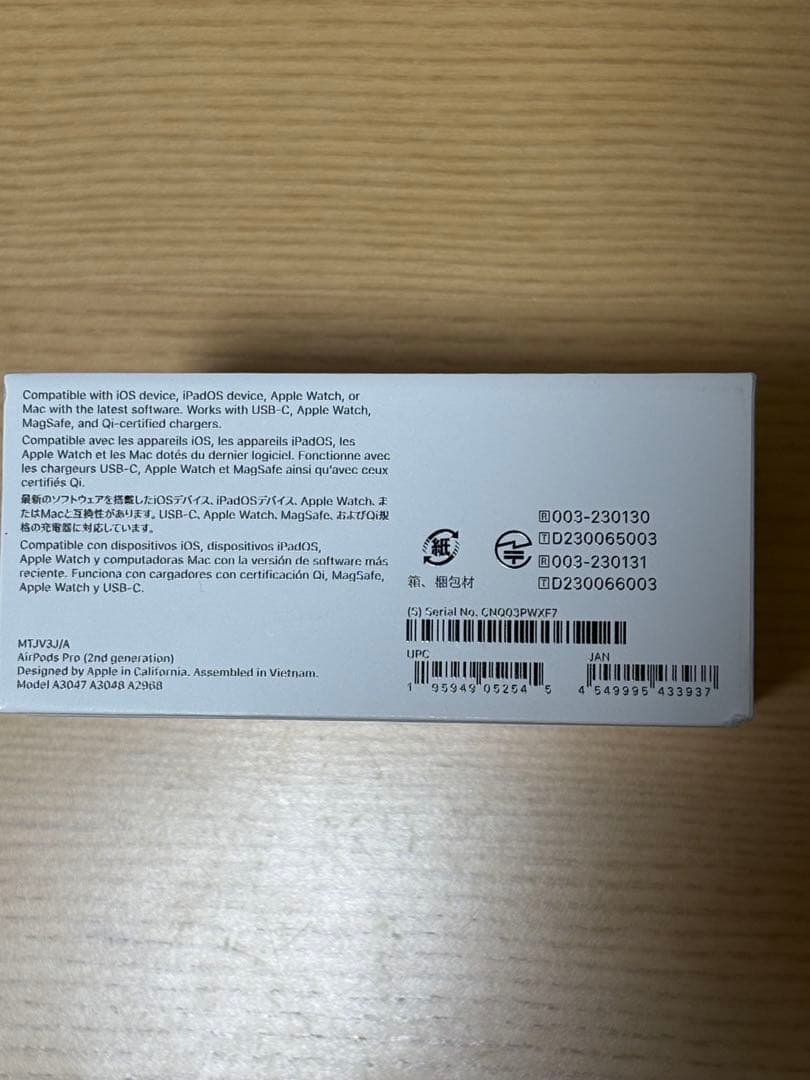 Compatible with iOS device, iPadOS device, Apple Watch, or
Mac with the latest software. Works with USB-C, Apple Watch,
MagSafe, and Qi-certified chargers.
Compatible avec les appareils iOS, les appareils iPadOS, les
Apple Watch et les Mac dotés du dernier logiciel. Fonctionne avec
les chargeurs USB-C, Apple Watch et MagSafe ainsi qu'avec ceux
certifiés Qi.
最新のソフトウェアを搭載したiOSデバイス、iPadOSデバイス、Apple Watch、ま
たはMacと互換性があります。USB-C、Apple Watch、MagSafe、およびQi規
格の充電器に対応しています。
Compatible con dispositivos iOS, dispositivos iPadOS,
Apple Watch y computadoras Mac con la versión de software más
reciente. Funciona con cargadores con certificación Qi, MagSafe,
Apple Watch y USB-C.
MTJV3J/A
AirPods Pro (2nd generation)
Designed by Apple in California. Assembled in Vietnam.
Model A3047 A3048 A2968
紙
箱、梱包材
R 003-230130
T D230065003
R 003-230131
T D230066003
(S) Serial No. CNQ03PWXF7
UPC
1 95949 05254 5
JAN
4 549995 433937